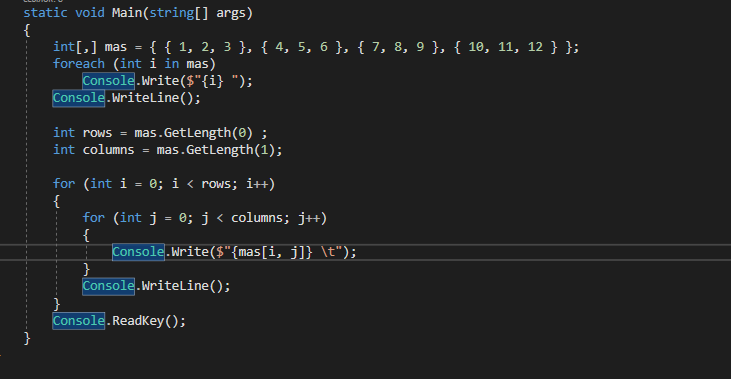 static void Main(string[] args)
{
int[,] mas = { { 1, 2, 3 }, { 4, 5, 6 }, { 7, 8, 9 }, { 10, 11, 12 } };
foreach (int i in mas)
Console.Write($"{i} ");
Console.WriteLine();
int rows = mas.GetLength(0) ;
int columns = mas.GetLength(1);
for (int i = 0; i < rows; i++)
{
for (int j = 0; j < columns; j++)
{
Console.Write($"{mas[i, j]} \t");
}
Console.WriteLine();
}
Console.ReadKey();
}